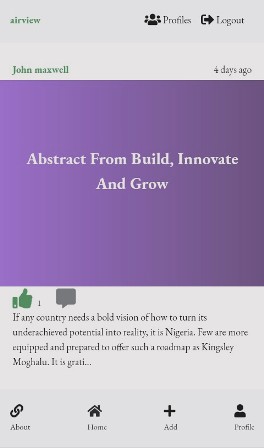 airview
Profiles
Logout
John maxwell
4 days ago
Abstract From Build, Innovate
And Grow
1
If any country needs a bold vision of how to turn its
underachieved potential into reality, it is Nigeria. Few are more
equipped and prepared to offer such a roadmap as Kingsley
Moghalu. It is grati...
About
Home
Add
Profile